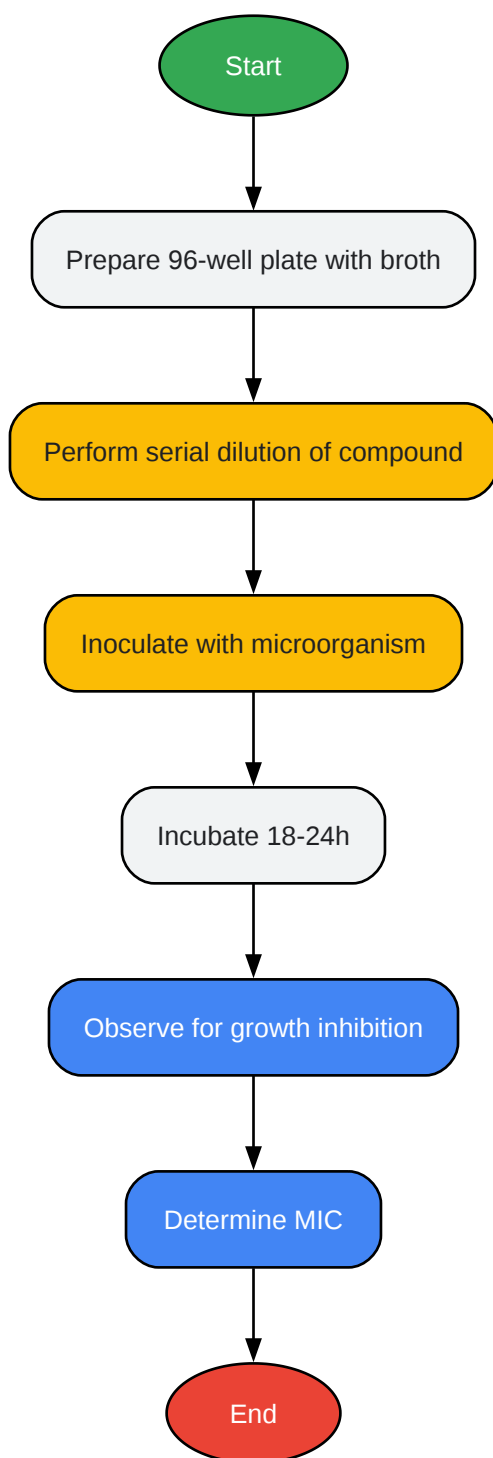 Start
Prepare 96-well plate with broth
Perform serial dilution of compound
Inoculate with microorganism
Incubate 18-24h
Observe for growth inhibition
Determine MIC
End